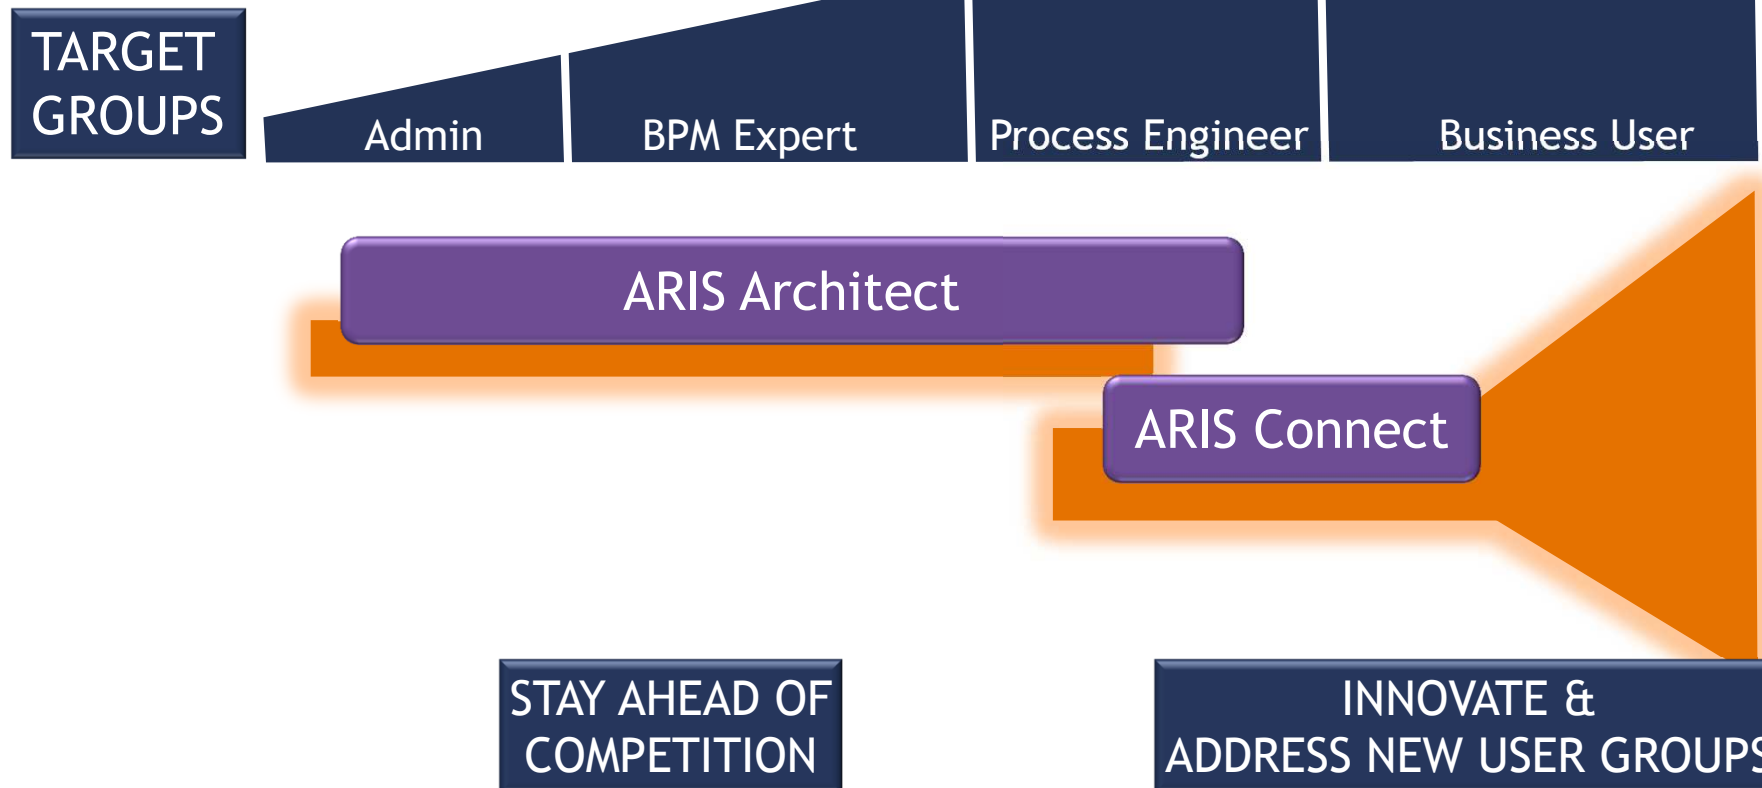 TARGET
GROUPS
Admin
BPM Expert
Process Engineer
Business User
ARIS Architect
ARIS Connect
STAY AHEAD OF
COMPETITION
INNOVATE &
ADDRESS NEW USER GROUPS